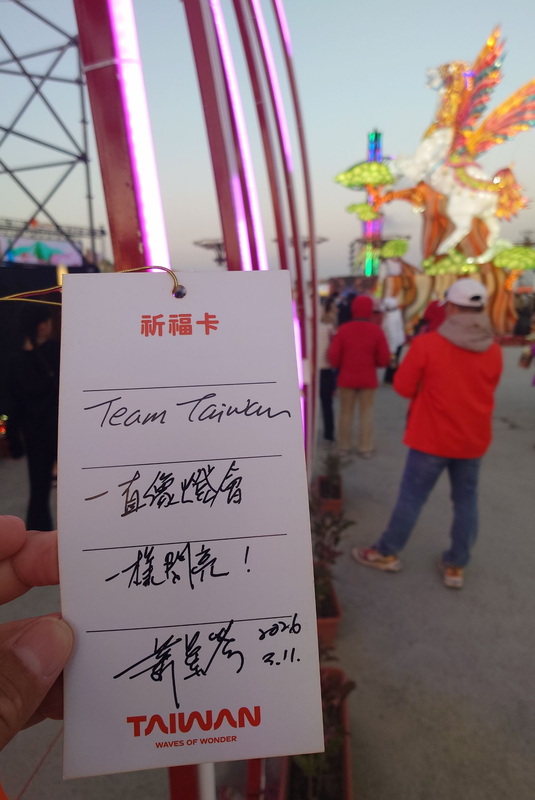 祈福卡
Team Taiwan
一直像燈會
一樣閃亮！
2026
3.11.
TAIWAN
WAVES OF WONDER